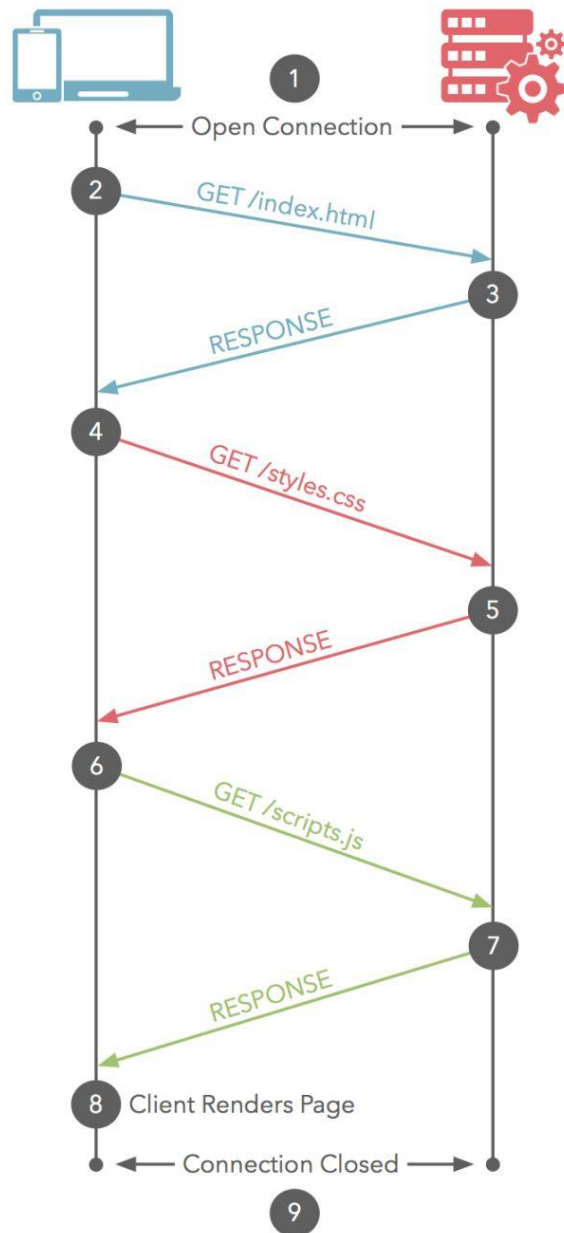 1
Open Connection
2
GET /index.html
3
RESPONSE
4
GET /styles.css
5
RESPONSE
6
GET /scripts.js
7
RESPONSE
8 Client Renders Page
Connection Closed
9